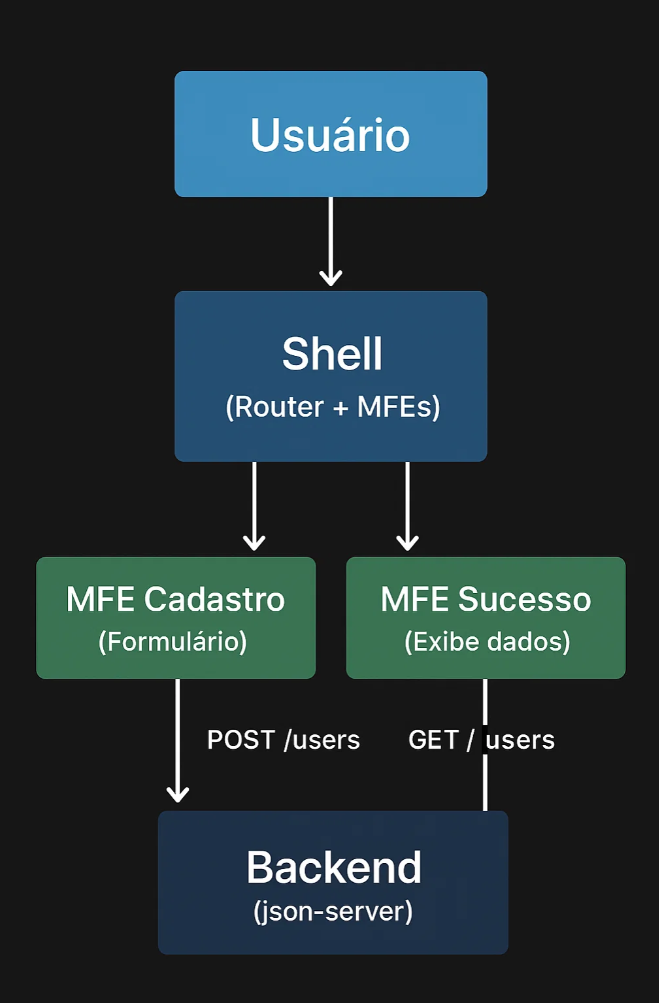 Usuário
Shell
(Router + MFEs)
MFE Cadastro
(Formulário)
MFE Sucesso
(Exibe dados)
POST /users
GET / users
Backend
(json-server)